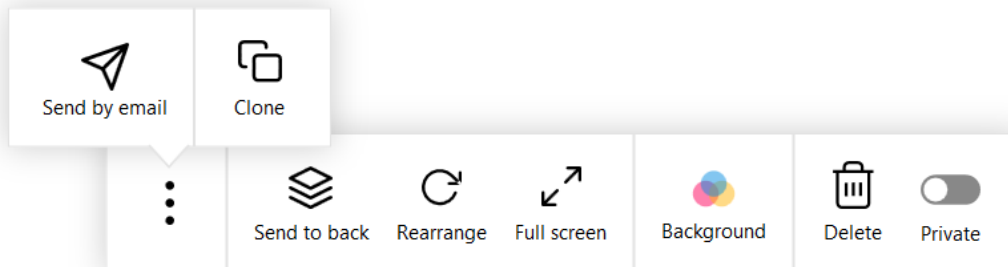 Send by email
Clone
Send to back
Rearrange
Full screen
Background
Delete
Private